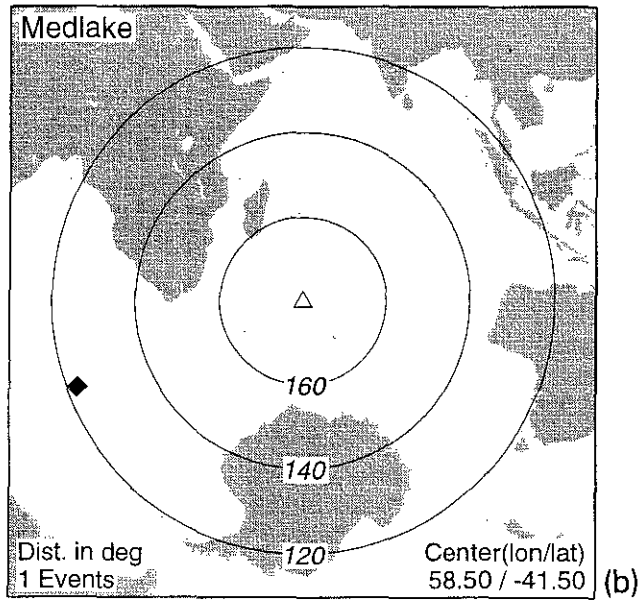 Medlake
160
140
120
Dist. in deg
1 Events
Center(lon/lat)
58.50 / -41.50
(b)